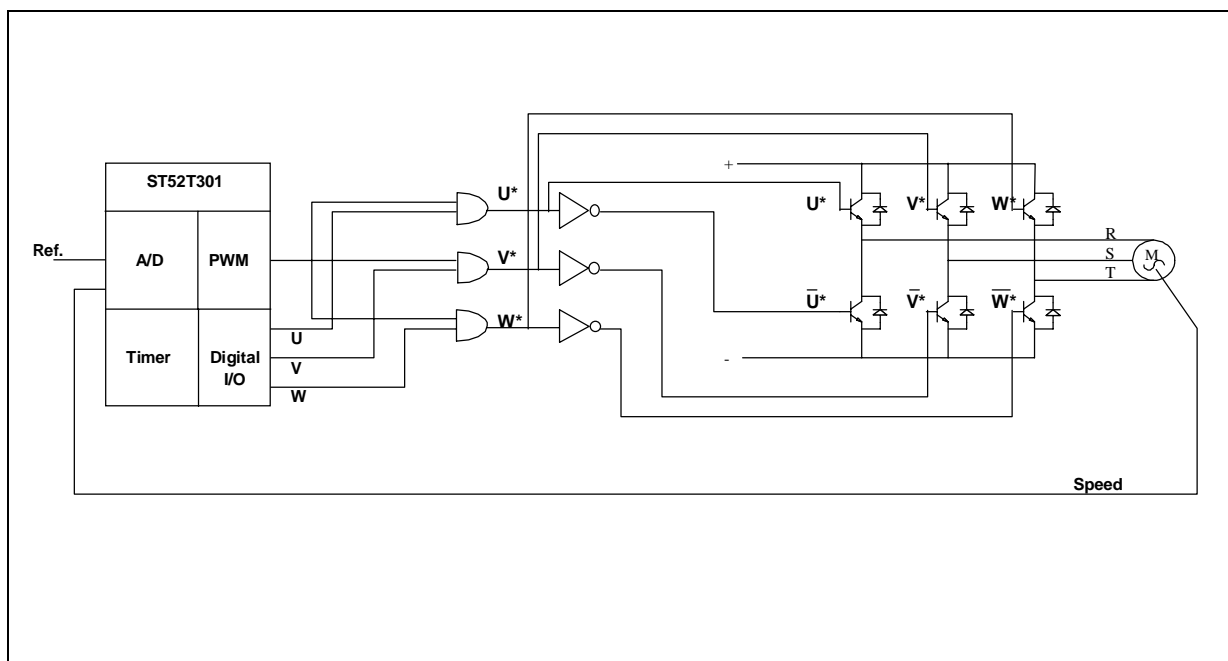 ST52T301
A/D
PWM
Timer
Digital
I/O
Ref.
U
V
W
U*
V*
W*
+
-
U*
V*
W*
U̅*
V̅*
W̅*
R
S
T
M
Speed